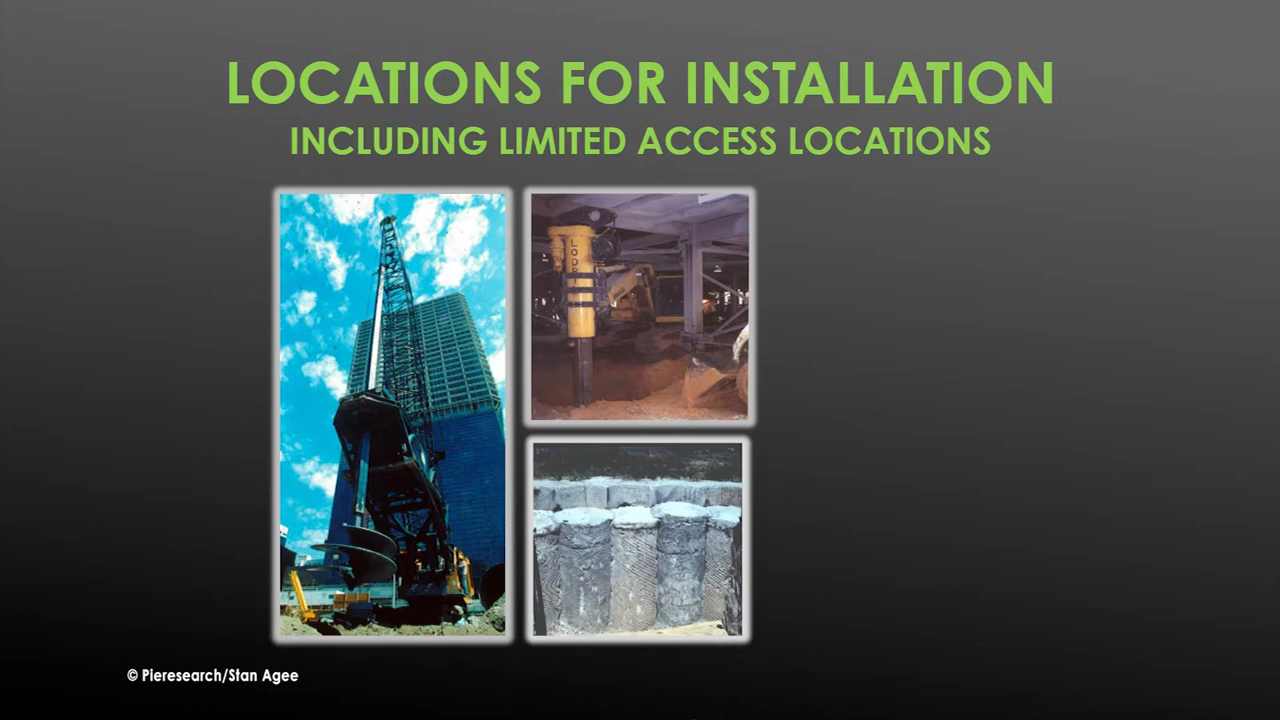 LOCATIONS FOR INSTALLATION
INCLUDING LIMITED ACCESS LOCATIONS
© Pieresearch/Stan Agee